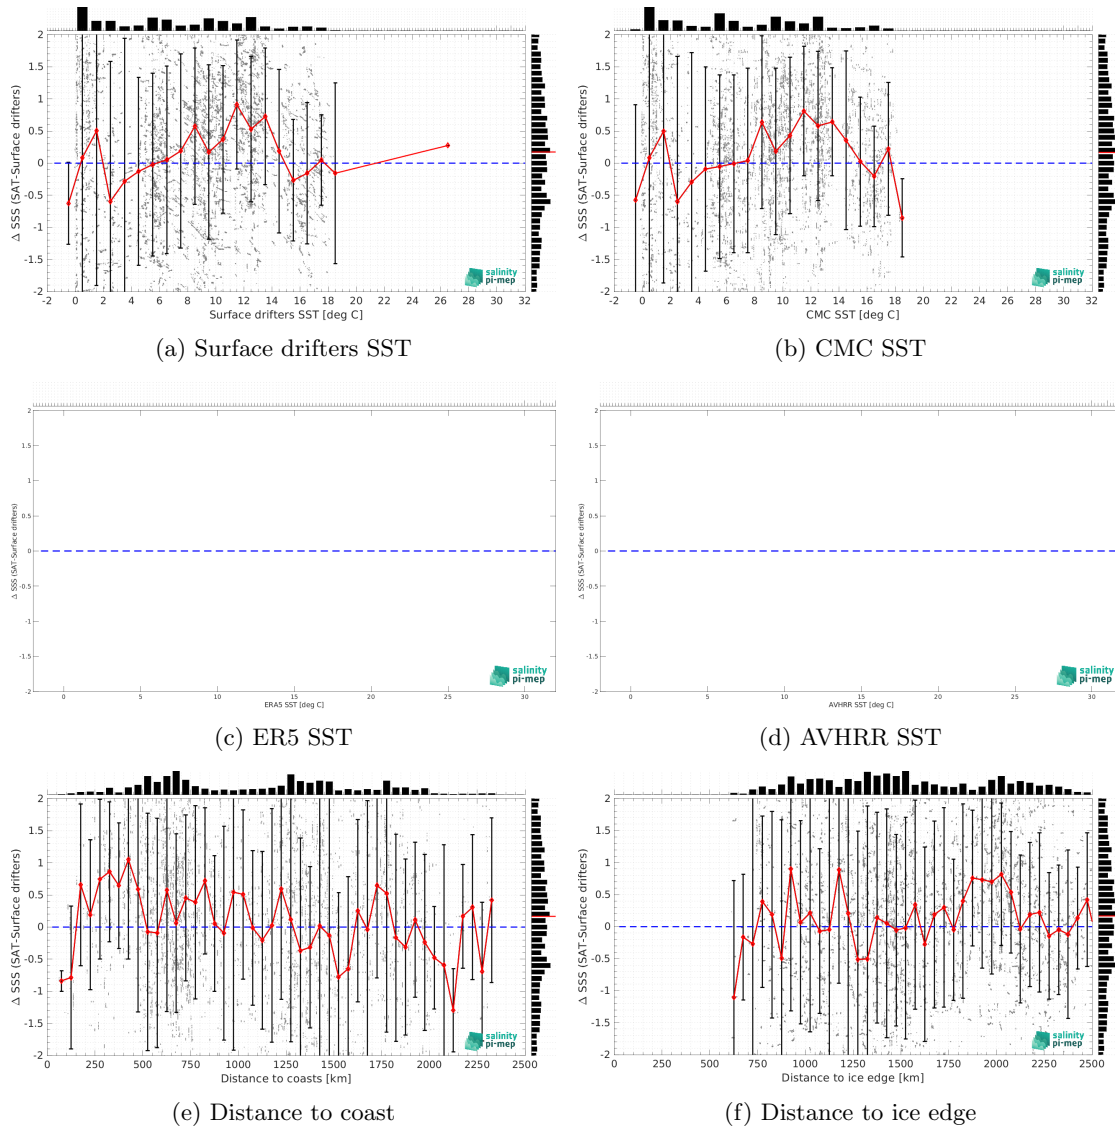 2
1.5
1
0.5
0
-0.5
-1
-1.5
-2
Δ SSS (SAT-Surface drifters)
-2 0 2 4 6 8 10 12 14 16 18 20 22 24 26 28 30 32
Surface drifters SST [deg C]
salinity
pi-mep
(a) Surface drifters SST
2
1.5
1
0.5
0
-0.5
-1
-1.5
-2
Δ SSS (SAT-Surface drifters)
-2 0 2 4 6 8 10 12 14 16 18 20 22 24 26 28 30 32
CMC SST [deg C]
salinity
pi-mep
(b) CMC SST
2
1.5
1
0.5
0
-0.5
-1
-1.5
-2
Δ SSS (SAT-Surface drifters)
0 5 10 15 20 25 30
ERA5 SST [deg C]
salinity
pi-mep
(c) ER5 SST
2
1.5
1
0.5
0
-0.5
-1
-1.5
-2
Δ SSS (SAT-Surface drifters)
0 5 10 15 20 25 30
AVHRR SST [deg C]
salinity
pi-mep
(d) AVHRR SST
2
1.5
1
0.5
0
-0.5
-1
-1.5
-2
Δ SSS (SAT-Surface drifters)
0 250 500 750 1000 1250 1500 1750 2000 2250 2500
Distance to coasts [km]
salinity
pi-mep
(e) Distance to coast
2
1.5
1
0.5
0
-0.5
-1
-1.5
-2
Δ SSS (SAT-Surface drifters)
0 250 500 750 1000 1250 1500 1750 2000 2250 2500
Distance to ice edge [km]
salinity
pi-mep
(f) Distance to ice edge